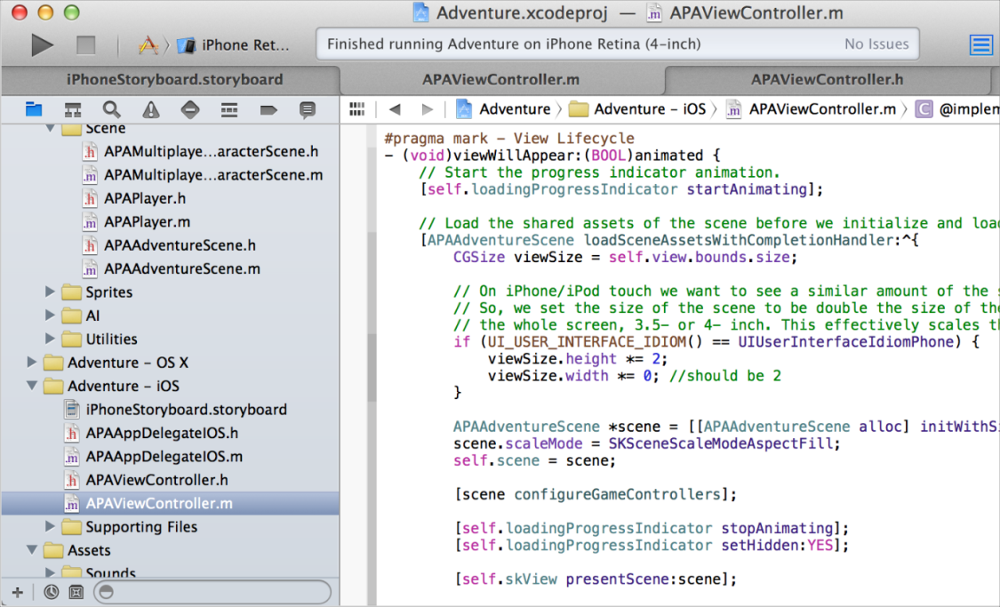 Adventure.xcodeproj — APAViewController.m
iPhone Ret...
Finished running Adventure on iPhone Retina (4-inch) No Issues
iPhoneStoryboard.storyboard APAViewController.m APAViewController.h
Adventure Adventure - iOS APAViewController.m C @implem
Scene
APAMultiplaye...aracterScene.h
APAMultiplaye...aracterScene.m
APAPlayer.h
APAPlayer.m
APAAdventureScene.h
APAAdventureScene.m
Sprites
AI
Utilities
Adventure - OS X
Adventure - iOS
iPhoneStoryboard.storyboard
APAAppDelegateIOS.h
APAAppDelegateIOS.m
APAViewController.h
APAViewController.m
Supporting Files
Assets
Sounds
#pragma mark - View Lifecycle
- (void)viewWillAppear:(BOOL)animated {
// Start the progress indicator animation.
[self.loadingProgressIndicator startAnimating];
// Load the shared assets of the scene before we initialize and load
[APAAdventureScene loadSceneAssetsWithCompletionHandler:^{
CGSize viewSize = self.view.bounds.size;
// On iPhone/iPod touch we want to see a similar amount of the s
// So, we set the size of the scene to be double the size of the
// the whole screen, 3.5- or 4- inch. This effectively scales th
if (UI_USER_INTERFACE_IDIOM() == UIUserInterfaceIdiomPhone) {
viewSize.height *= 2;
viewSize.width *= 0; //should be 2
}
APAAdventureScene *scene = [[APAAdventureScene alloc] initWithSi
scene.scaleMode = SKSceneScaleModeAspectFill;
self.scene = scene;
[scene configureGameControllers];
[self.loadingProgressIndicator stopAnimating];
[self.loadingProgressIndicator setHidden:YES];
[self.skView presentScene:scene];